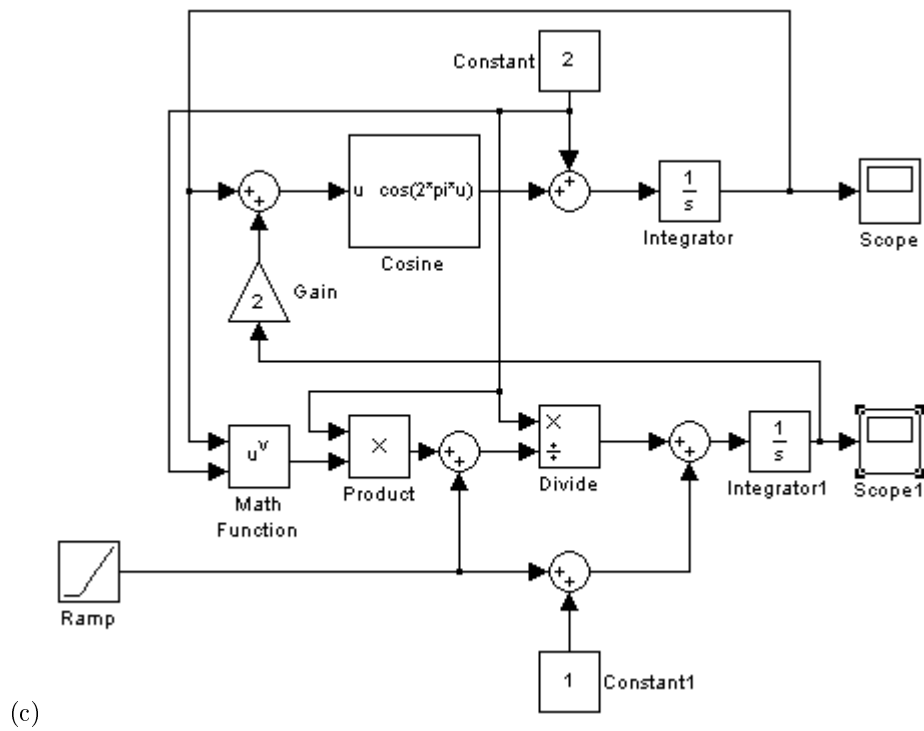 Constant 2
+ +
u cos(2*pi*u)
+ +
1
s
Cosine
Integrator
Scope
2 Gain
u^v
×
+ +
×
÷
+ +
1
s
Math
Function
Product
Divide
Integrator1
Scope1
+ +
Ramp
1 Constant1
(c)